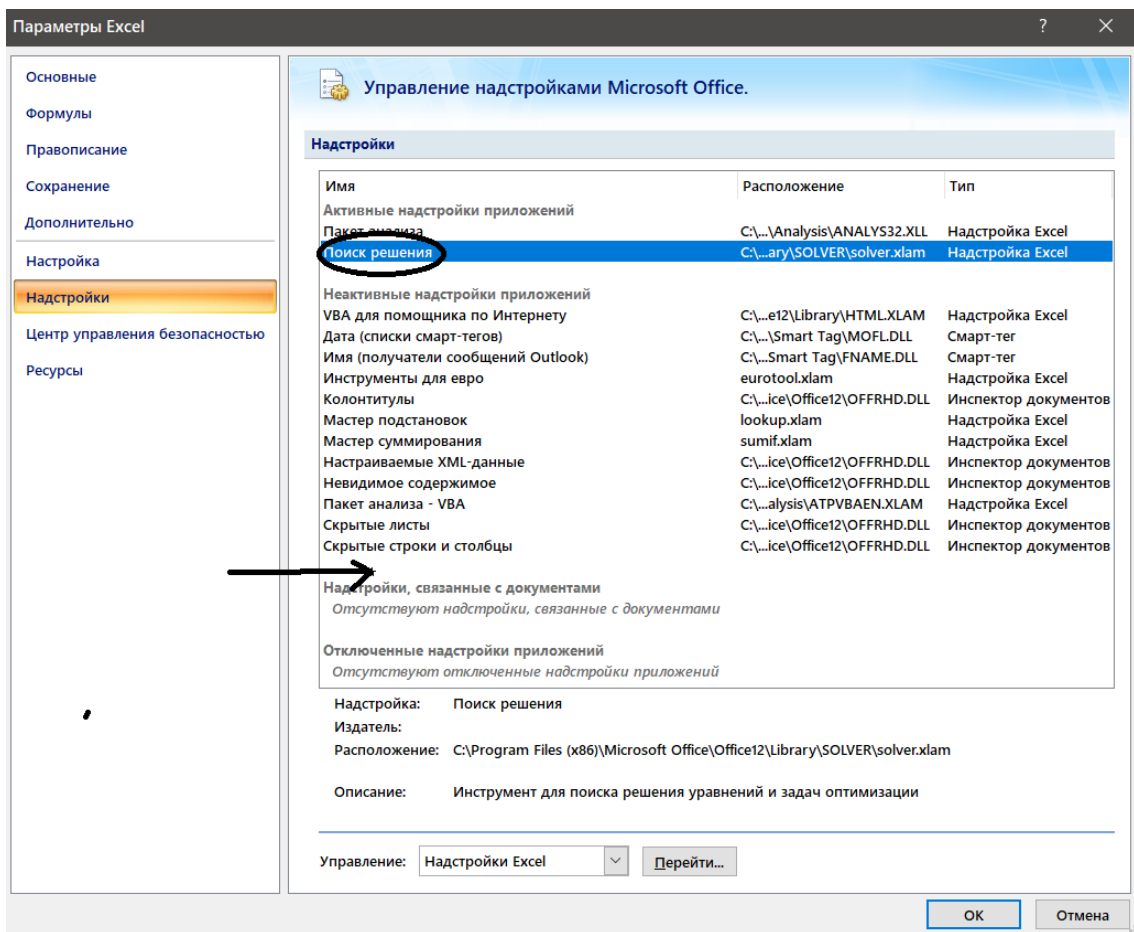 Параметры Excel ?
Основные
Формулы
Правописание
Сохранение
Дополнительно
Настройка
Надстройки
Центр управления безопасностью
Ресурсы
Управление надстройками Microsoft Office.
Надстройки
Имя Расположение Тип
Активные надстройки приложений
Пакет анализа C:\...\Analysis\ANALYS32.XLL Надстройка Excel
Поиск решения C:\...ary\SOLVER\solver.xlam Надстройка Excel
Неактивные надстройки приложений
VBA для помощника по Интернету C:\...e12\Library\HTML.XLAM Надстройка Excel
Дата (списки смарт-тегов) C:\...\Smart Tag\MOFL.DLL Смарт-тег
Имя (получатели сообщений Outlook) C:\...Smart Tag\FNAME.DLL Смарт-тег
Инструменты для евро eurotool.xlam Надстройка Excel
Колонтитулы C:\...ice\Office12\OFFRHD.DLL Инспектор документов
Мастер подстановок lookup.xlam Надстройка Excel
Мастер суммирования sumif.xlam Надстройка Excel
Настраиваемые XML-данные C:\...ice\Office12\OFFRHD.DLL Инспектор документов
Невидимое содержимое C:\...ice\Office12\OFFRHD.DLL Инспектор документов
Пакет анализа - VBA C:\...alysis\ATPVBAEN.XLAM Надстройка Excel
Скрытые листы C:\...ice\Office12\OFFRHD.DLL Инспектор документов
Скрытые строки и столбцы C:\...ice\Office12\OFFRHD.DLL Инспектор документов
Надстройки, связанные с документами
Отсутствуют надстройки, связанные с документами
Отключенные надстройки приложений
Отсутствуют отключенные надстройки приложений
Надстройка: Поиск решения
Издатель:
Расположение: C:\Program Files (x86)\Microsoft Office\Office12\Library\SOLVER\solver.xlam
Описание: Инструмент для поиска решения уравнений и задач оптимизации
Управление: Надстройки Excel Перейти...
ОК Отмена